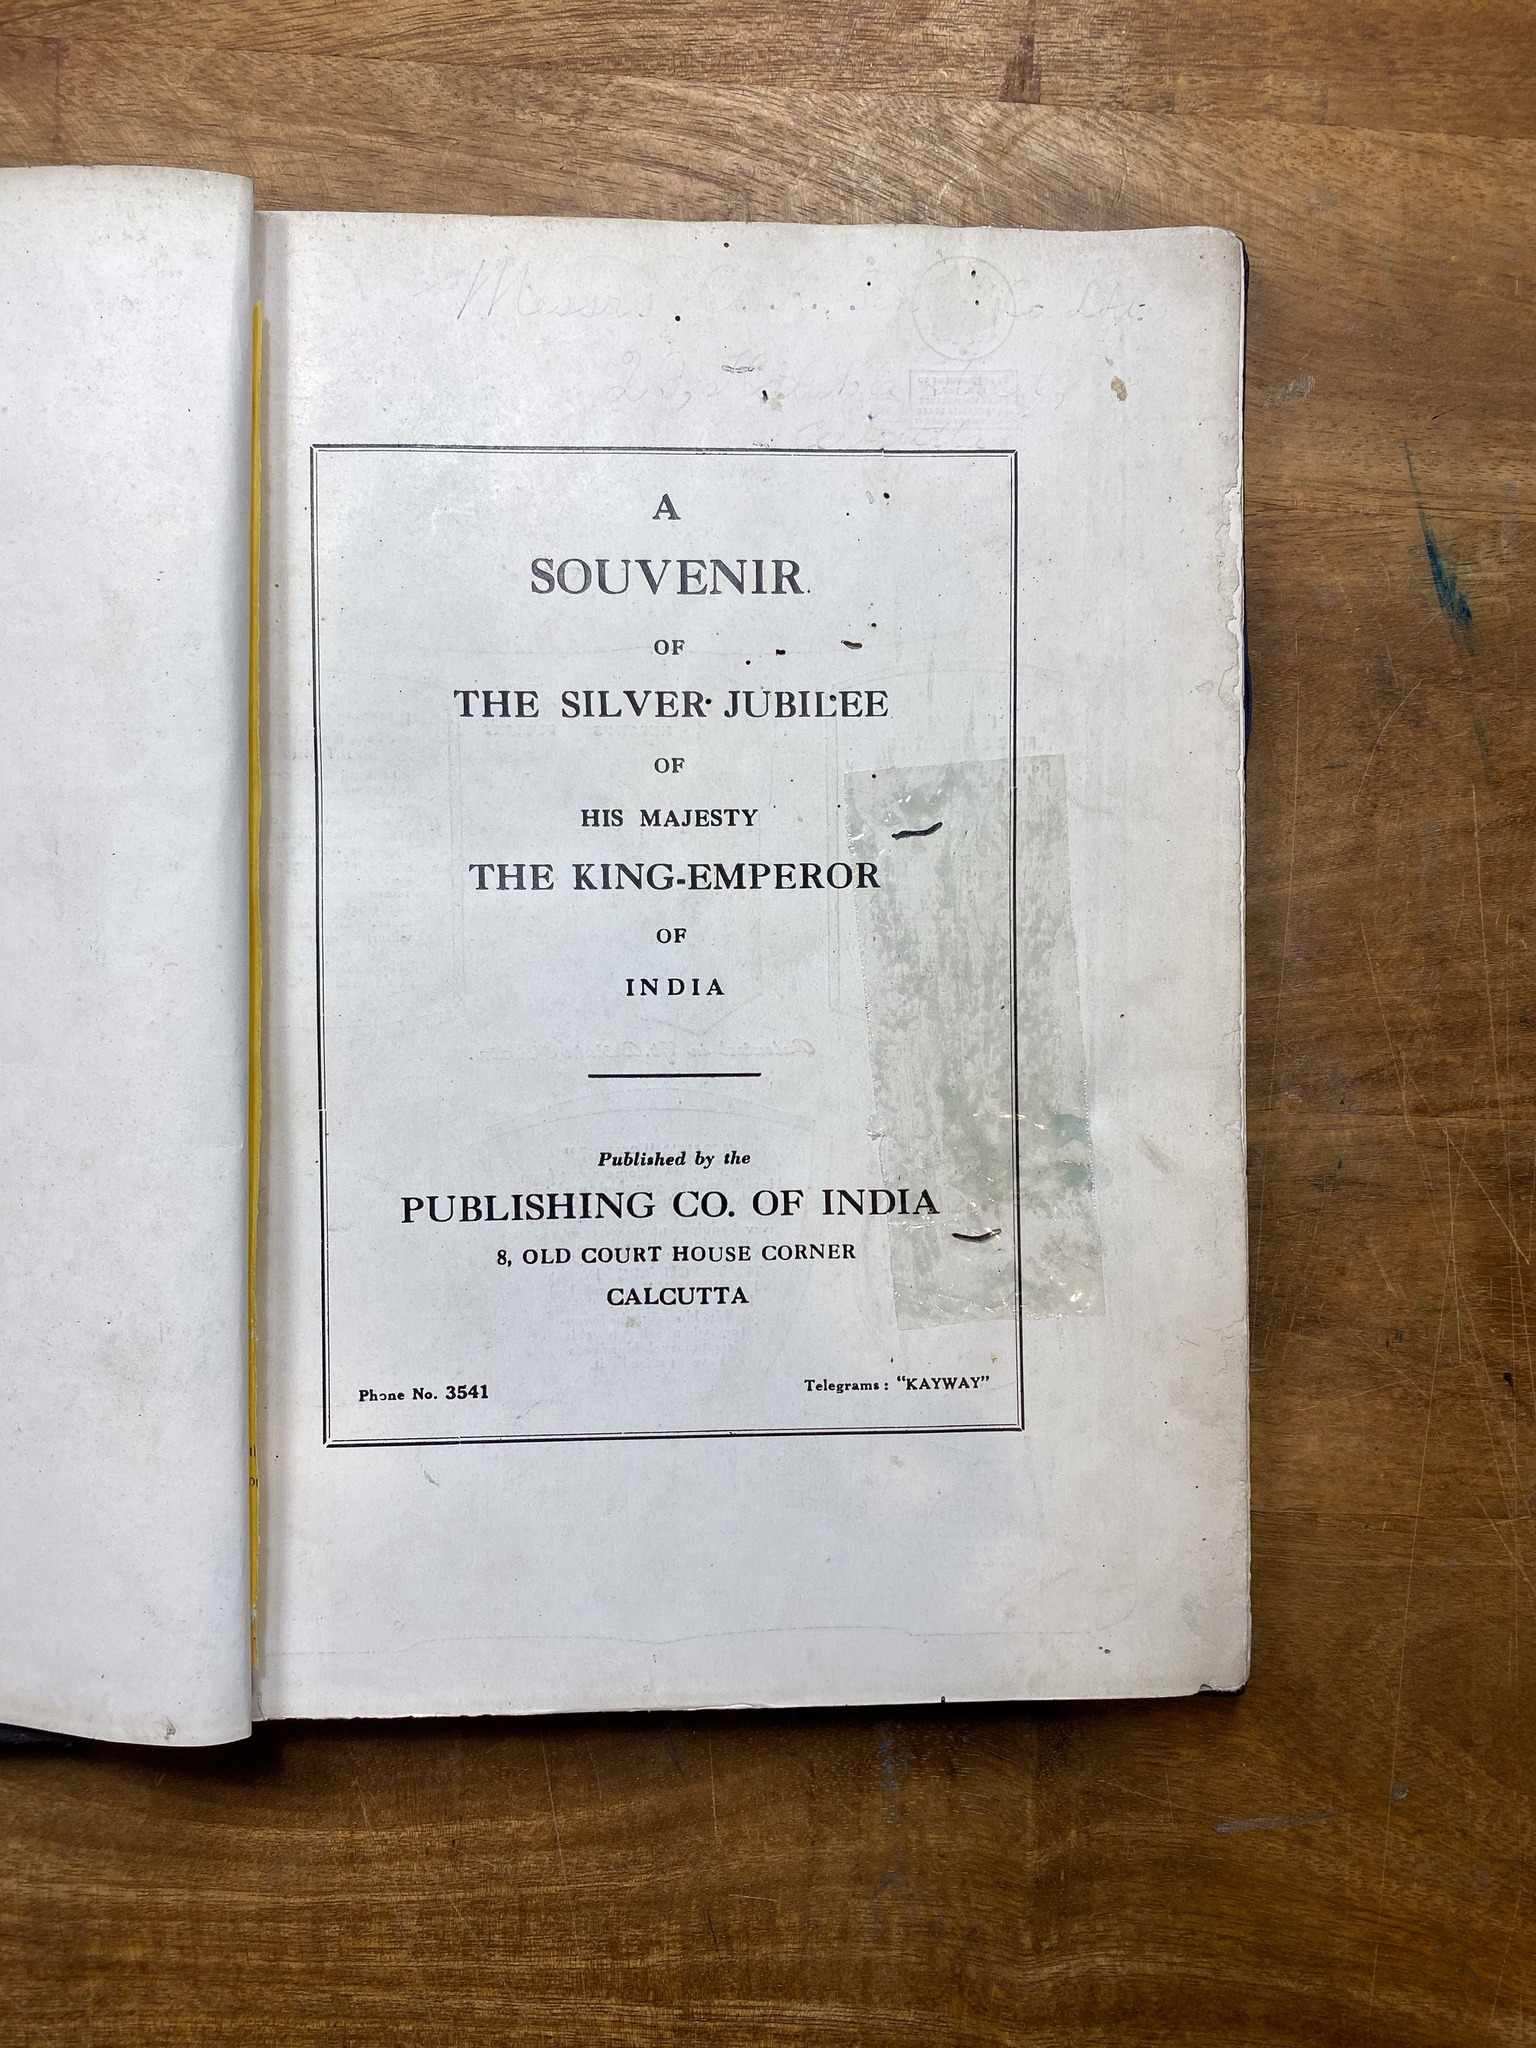 Messrs
A
SOUVENIR
OF
THE SILVER JUBILEE
OF
HIS MAJESTY
THE KING-EMPEROR
OF
INDIA
Published by the
PUBLISHING CO. OF INDIA
8, OLD COURT HOUSE CORNER
CALCUTTA
Phone No. 3541
Telegrams: "KAYWAY"